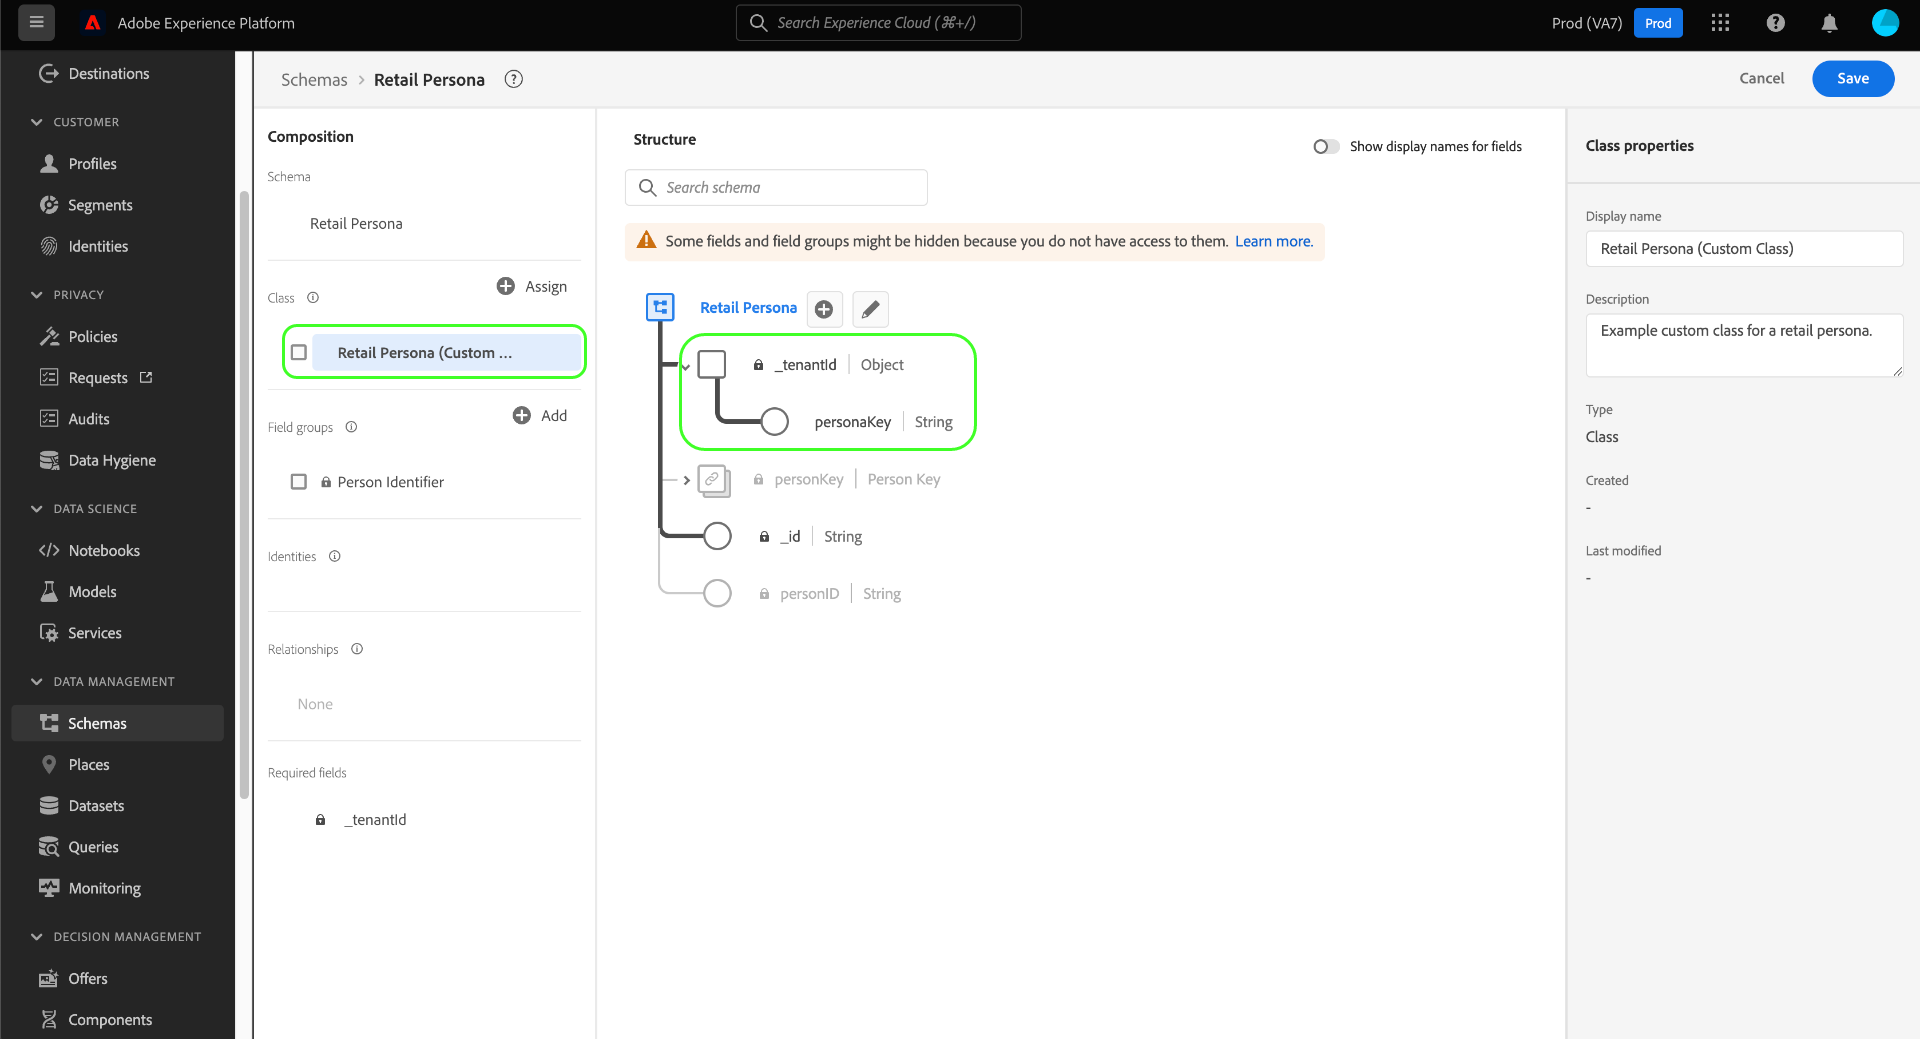 Adobe Experience Platform
Search Experience Cloud (⌘+/)
Prod (VA7)
Prod
Destinations
CUSTOMER
Profiles
Segments
Identities
PRIVACY
Policies
Requests
Audits
Data Hygiene
DATA SCIENCE
Notebooks
Models
Services
DATA MANAGEMENT
Schemas
Places
Datasets
Queries
Monitoring
DECISION MANAGEMENT
Offers
Components
Schemas > Retail Persona
Cancel
Save
Composition
Schema
Retail Persona
Class
Assign
Retail Persona (Custom ...
Field groups
Add
Person Identifier
Identities
Relationships
None
Required fields
_tenantId
Structure
Show display names for fields
Search schema
Some fields and field groups might be hidden because you do not have access to them. Learn more.
Retail Persona
_tenantId | Object
personaKey | String
personKey | Person Key
_id | String
personID | String
Class properties
Display name
Retail Persona (Custom Class)
Description
Example custom class for a retail persona.
Type
Class
Created
-
Last modified
-